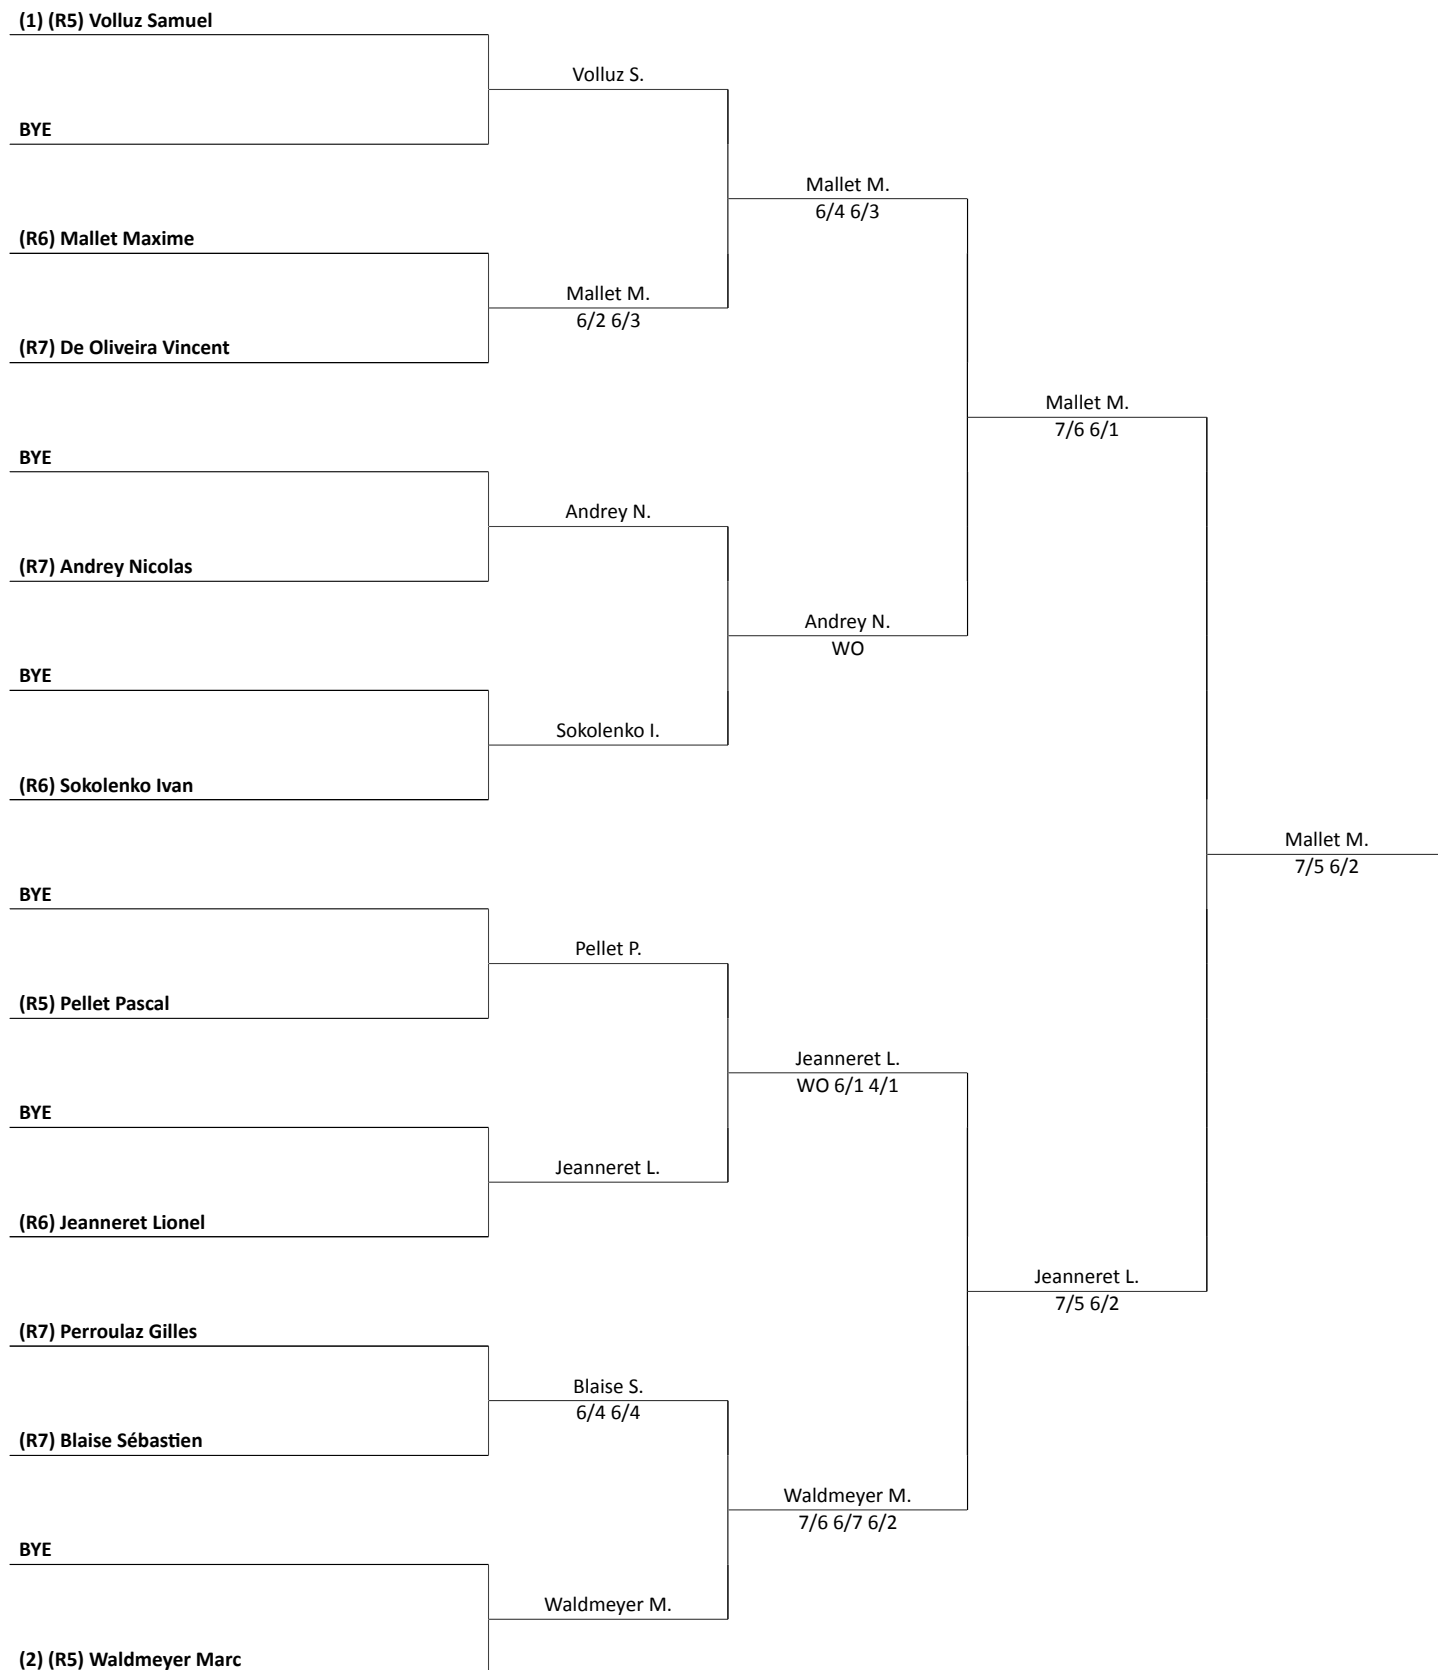 (1) (R5) Volluz Samuel
Volluz S.
BYE
Mallet M.
6/4 6/3
(R6) Mallet Maxime
Mallet M.
6/2 6/3
(R7) De Oliveira Vincent
Mallet M.
7/6 6/1
BYE
Andrey N.
(R7) Andrey Nicolas
Andrey N.
WO
BYE
Sokolenko I.
(R6) Sokolenko Ivan
Mallet M.
7/5 6/2
BYE
Pellet P.
(R5) Pellet Pascal
Jeanneret L.
WO 6/1 4/1
BYE
Jeanneret L.
(R6) Jeanneret Lionel
Jeanneret L.
7/5 6/2
(R7) Perroulaz Gilles
Blaise S.
6/4 6/4
(R7) Blaise Sébastien
Waldmeyer M.
7/6 6/7 6/2
BYE
Waldmeyer M.
(2) (R5) Waldmeyer Marc